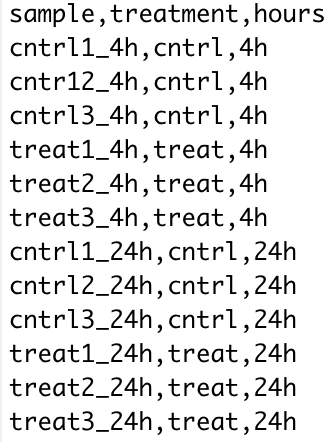 sample,treatment,hours
cntrl1_4h,cntrl,4h
cntr12_4h,cntrl,4h
cntrl3_4h,cntrl,4h
treat1_4h,treat,4h
treat2_4h,treat,4h
treat3_4h,treat,4h
cntrl1_24h,cntrl,24h
cntrl2_24h,cntrl,24h
cntrl3_24h,cntrl,24h
treat1_24h,treat,24h
treat2_24h,treat,24h
treat3_24h,treat,24h